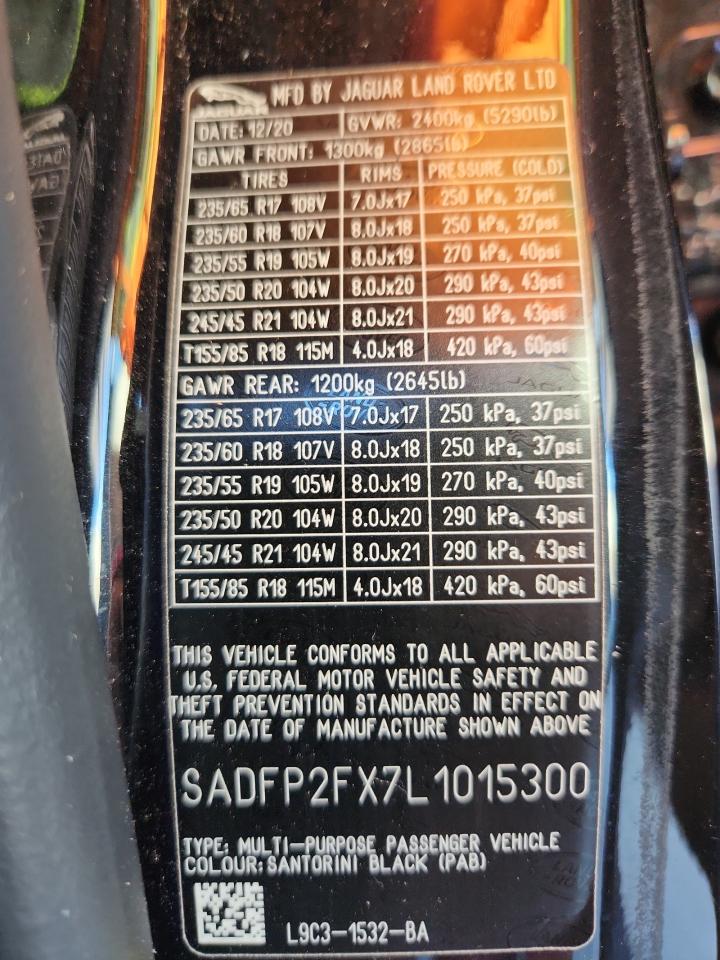 MFD BY JAGUAR LAND ROVER LTD
JAGUAR
DATE: 12/20 GVWR: 2400kg (5290lb)
GAWR FRONT: 1300kg (2865lb)
TIRES RIMS PRESSURE (COLD)
235/65 R17 108V 7.0Jx17 250 kPa, 37psi
235/60 R18 107V 8.0Jx18 250 kPa, 37psi
235/55 R19 105W 8.0Jx19 270 kPa, 40psi
235/50 R20 104W 8.0Jx20 290 kPa, 43psi
245/45 R21 104W 8.0Jx21 290 kPa, 43psi
T155/85 R18 115M 4.0Jx18 420 kPa, 60psi
GAWR REAR: 1200kg (2645lb)
235/65 R17 108V 7.0Jx17 250 kPa, 37psi
235/60 R18 107V 8.0Jx18 250 kPa, 37psi
235/55 R19 105W 8.0Jx19 270 kPa, 40psi
235/50 R20 104W 8.0Jx20 290 kPa, 43psi
245/45 R21 104W 8.0Jx21 290 kPa, 43psi
T155/85 R18 115M 4.0Jx18 420 kPa, 60psi
THIS VEHICLE CONFORMS TO ALL APPLICABLE
U.S. FEDERAL MOTOR VEHICLE SAFETY AND
THEFT PREVENTION STANDARDS IN EFFECT ON
THE DATE OF MANUFACTURE SHOWN ABOVE
SADFP2FX7L1015300
TYPE: MULTI-PURPOSE PASSENGER VEHICLE
COLOUR:SANTORINI BLACK (PAB)
L9C3-1532-BA